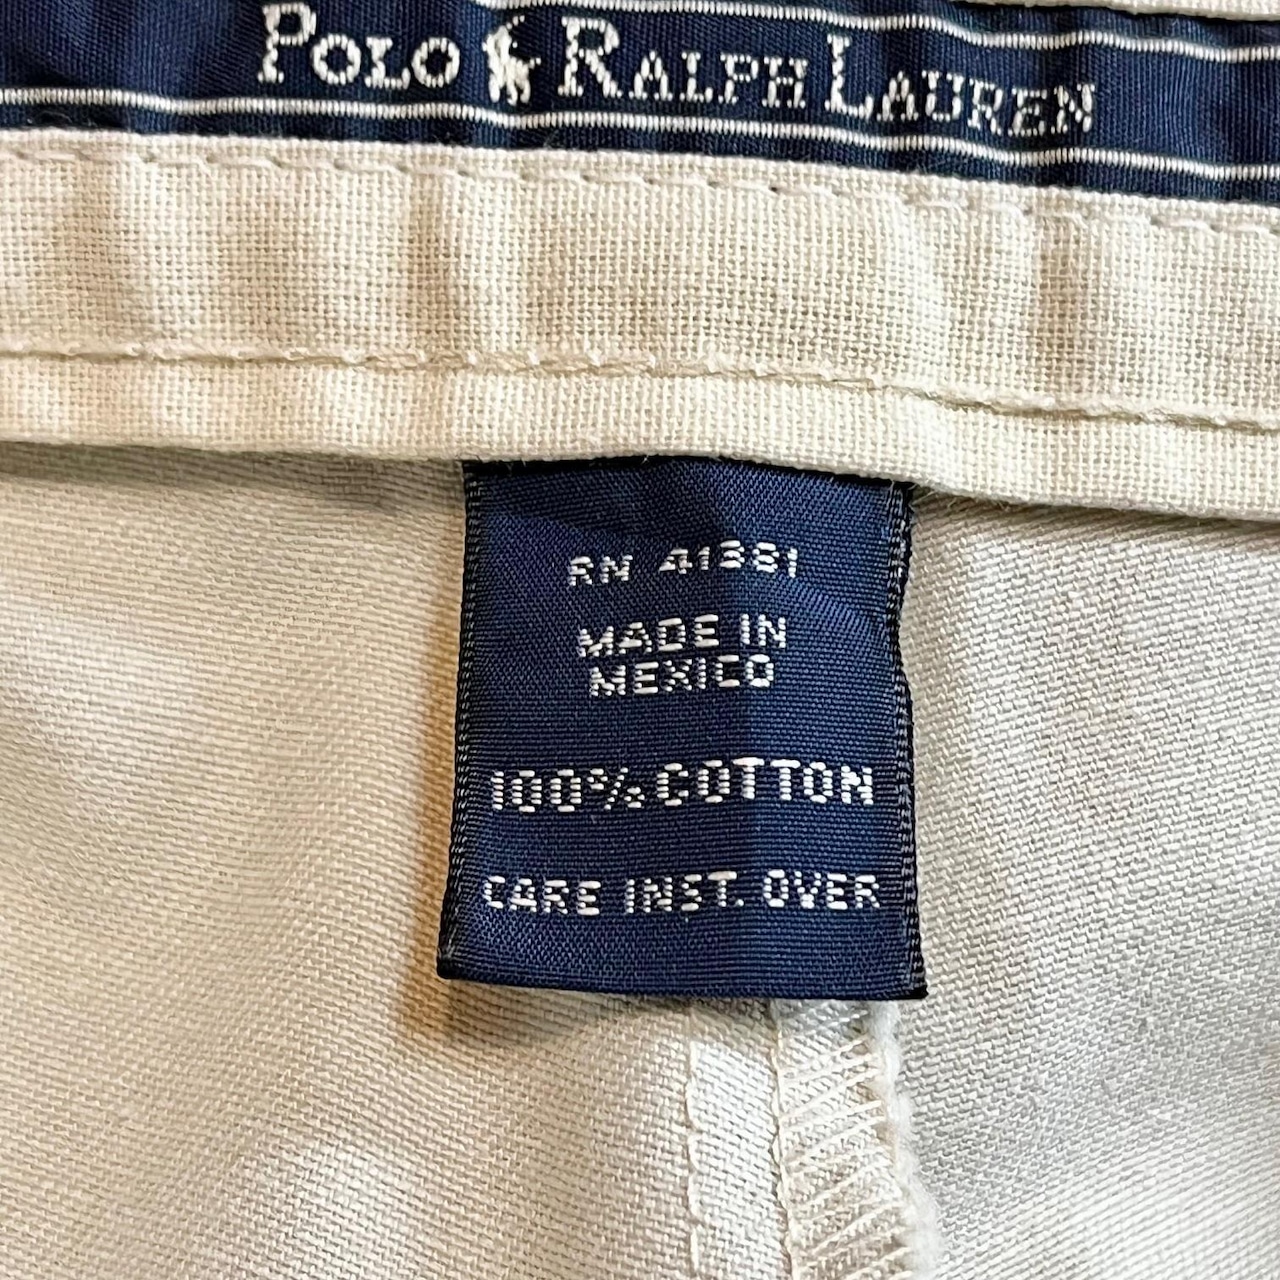 POLO RALPH LAUREN
RN 41381
MADE IN
MEXICO
100% COTTON
CARE INST. OVER